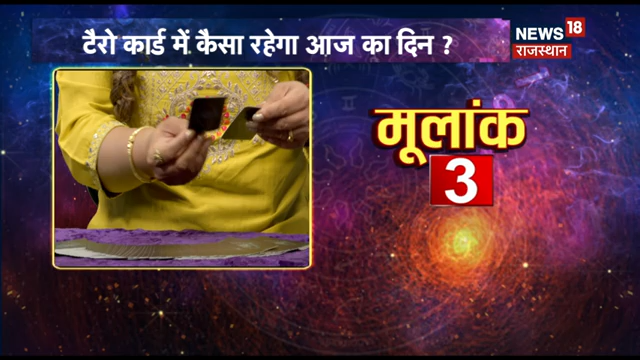 टैरो कार्ड में कैसा रहेगा आज का दिन ?
NEWS 18
राजस्थान
मूलांक
3